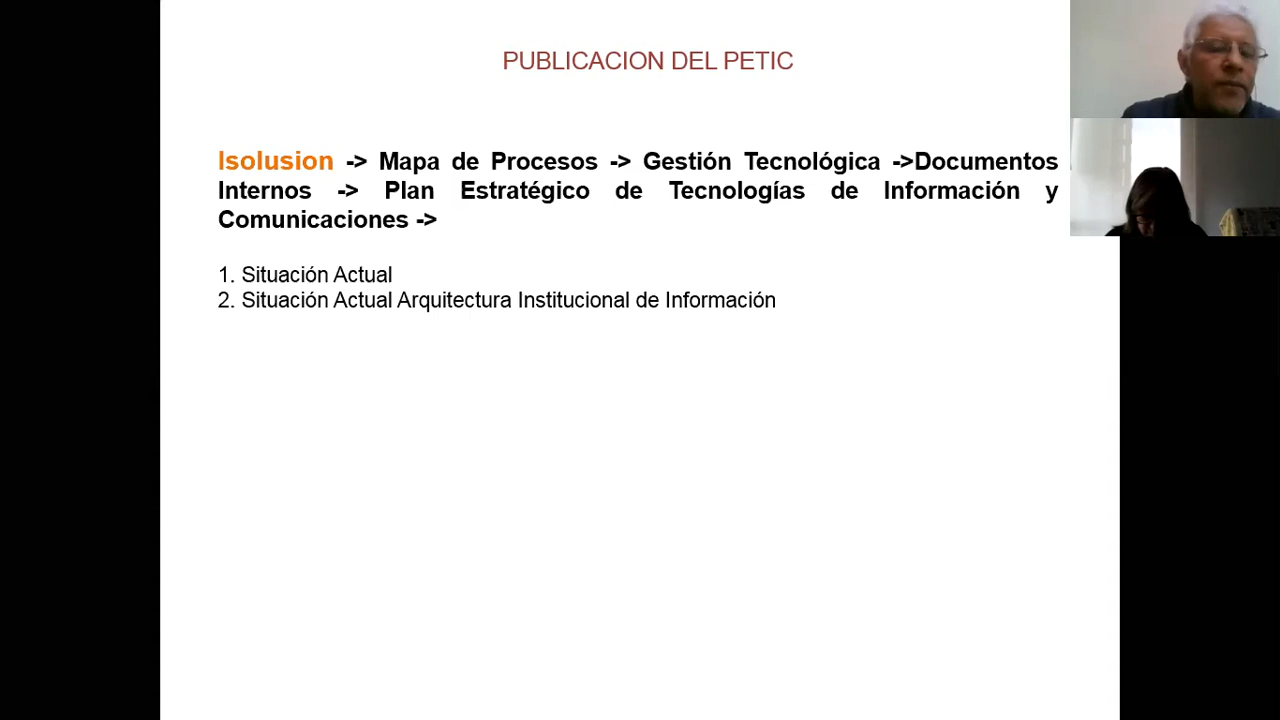 PUBLICACION DEL PETIC
Isolusion -> Mapa de Procesos -> Gestión Tecnológica ->Documentos
Internos -> Plan Estratégico de Tecnologías de Información y
Comunicaciones ->
1. Situación Actual
2. Situación Actual Arquitectura Institucional de Información